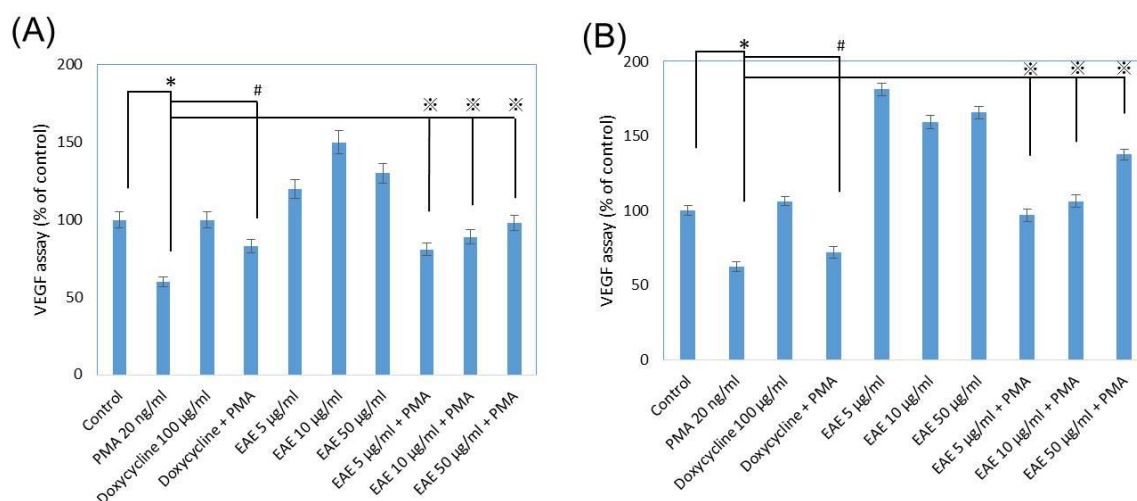 (A)
VEGF assay (% of control)
200
150
100
50
0
*
#
※ ※ ※
Control
PMA 20 ng/ml
Doxycycline 100 µg/ml
Doxycycline + PMA
EAE 5 µg/ml
EAE 10 µg/ml
EAE 50 µg/ml
EAE 5 µg/ml + PMA
EAE 10 µg/ml + PMA
EAE 50 µg/ml + PMA
(B)
VEGF assay (% of control)
200
150
100
50
0
*
#
※ ※ ※
Control
PMA 20 ng/ml
Doxycycline 100 µg/ml
Doxycycline + PMA
EAE 5 µg/ml
EAE 10 µg/ml
EAE 50 µg/ml
EAE 5 µg/ml + PMA
EAE 10 µg/ml + PMA
EAE 50 µg/ml + PMA